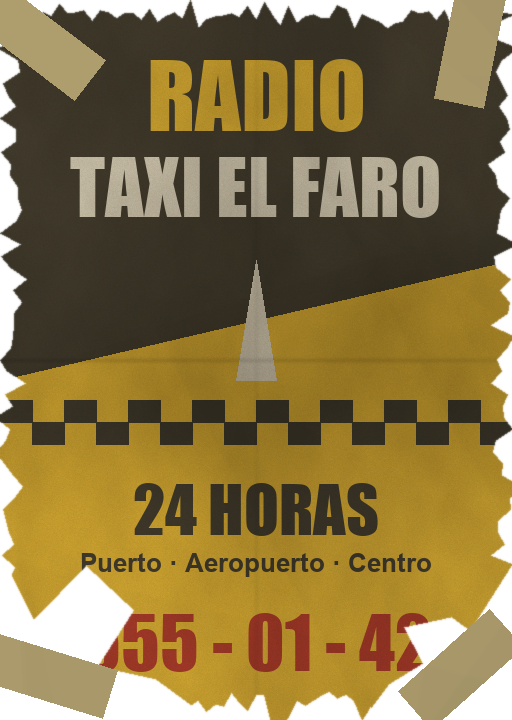 RADIO
TAXI EL FARO
24 HORAS
Puerto · Aeropuerto · Centro
55 - 01 - 42